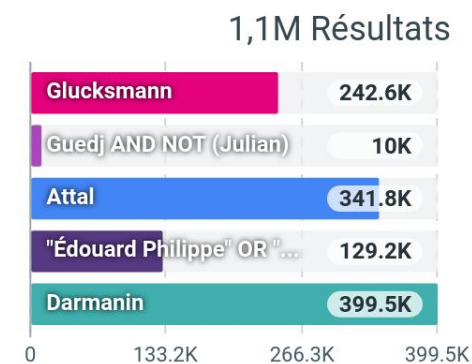 1,1M Résultats
Glucksmann 242.6K
Guedj AND NOT (Julian) 10K
Attal 341.8K
"Édouard Philippe" OR "... 129.2K
Darmanin 399.5K
0 133.2K 266.3K 399.5K